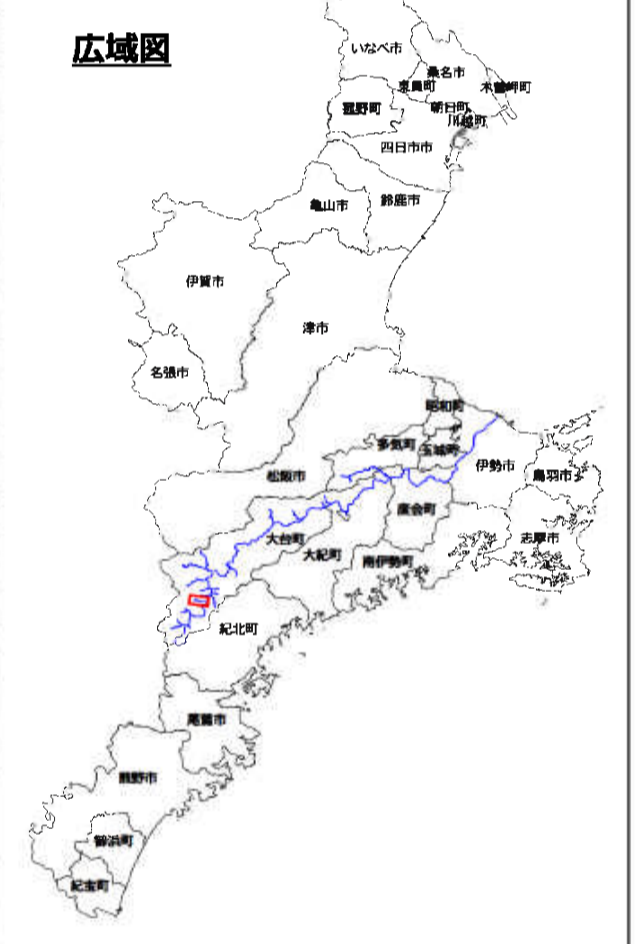 広域図
いなべ市
桑名市
東員町
木曽岬町
菰野町
朝日町
川越町
四日市市
亀山市
鈴鹿市
伊賀市
津市
名張市
明和町
多気町
玉城町
伊勢市
鳥羽市
松阪市
度会町
大台町
志摩市
大紀町
南伊勢町
紀北町
尾鷲市
熊野市
御浜町
紀宝町